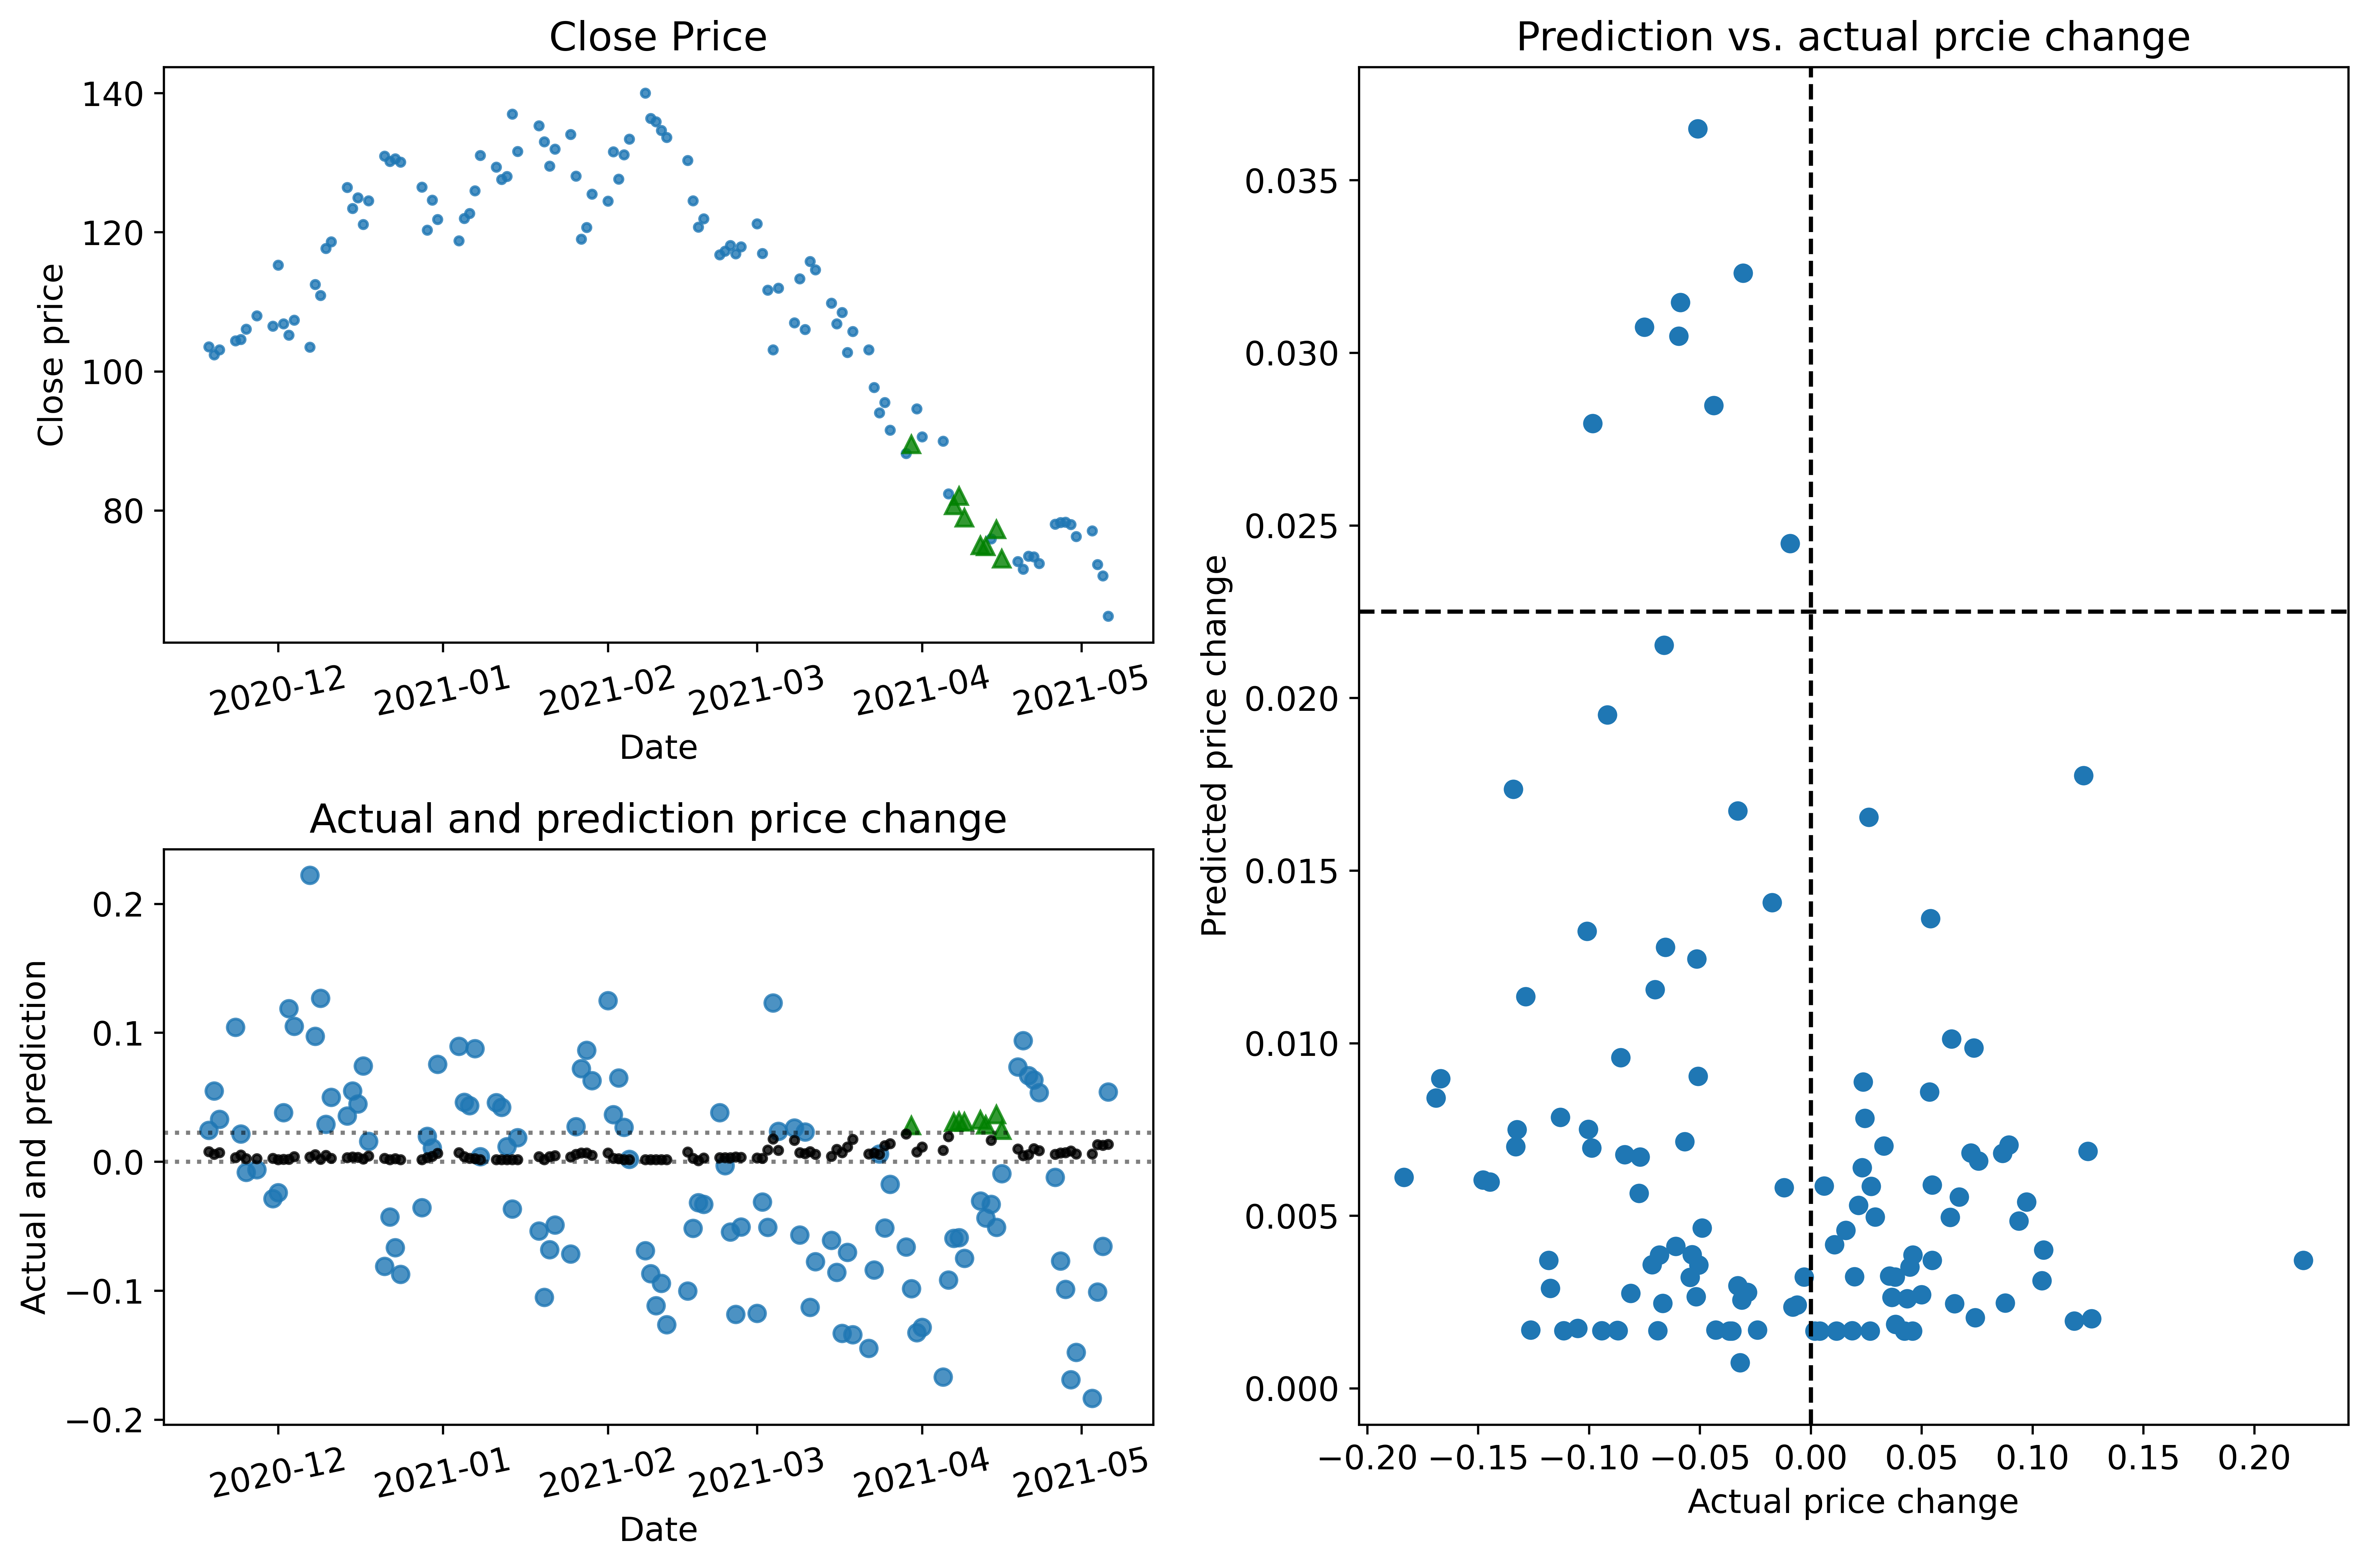 Close Price
Close price
140
120
100
80
2020-12
2021-01
2021-02
2021-03
2021-04
2021-05
Date
Actual and prediction price change
Actual and prediction
0.2
0.1
0.0
−0.1
−0.2
2020-12
2021-01
2021-02
2021-03
2021-04
2021-05
Date
Prediction vs. actual prcie change
Predicted price change
0.035
0.030
0.025
0.020
0.015
0.010
0.005
0.000
−0.20 −0.15 −0.10 −0.05 0.00 0.05 0.10 0.15 0.20
Actual price change